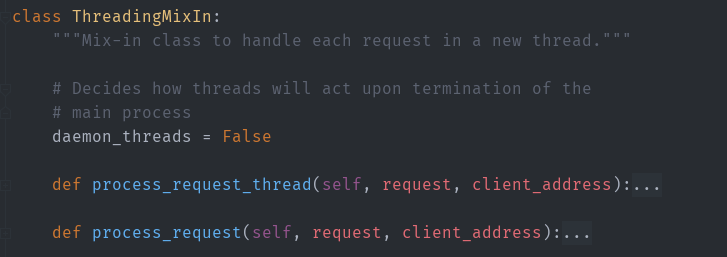 class ThreadingMixIn:
"""Mix-in class to handle each request in a new thread."""
# Decides how threads will act upon termination of the
# main process
daemon_threads = False
def process_request_thread(self, request, client_address):...
def process_request(self, request, client_address):...